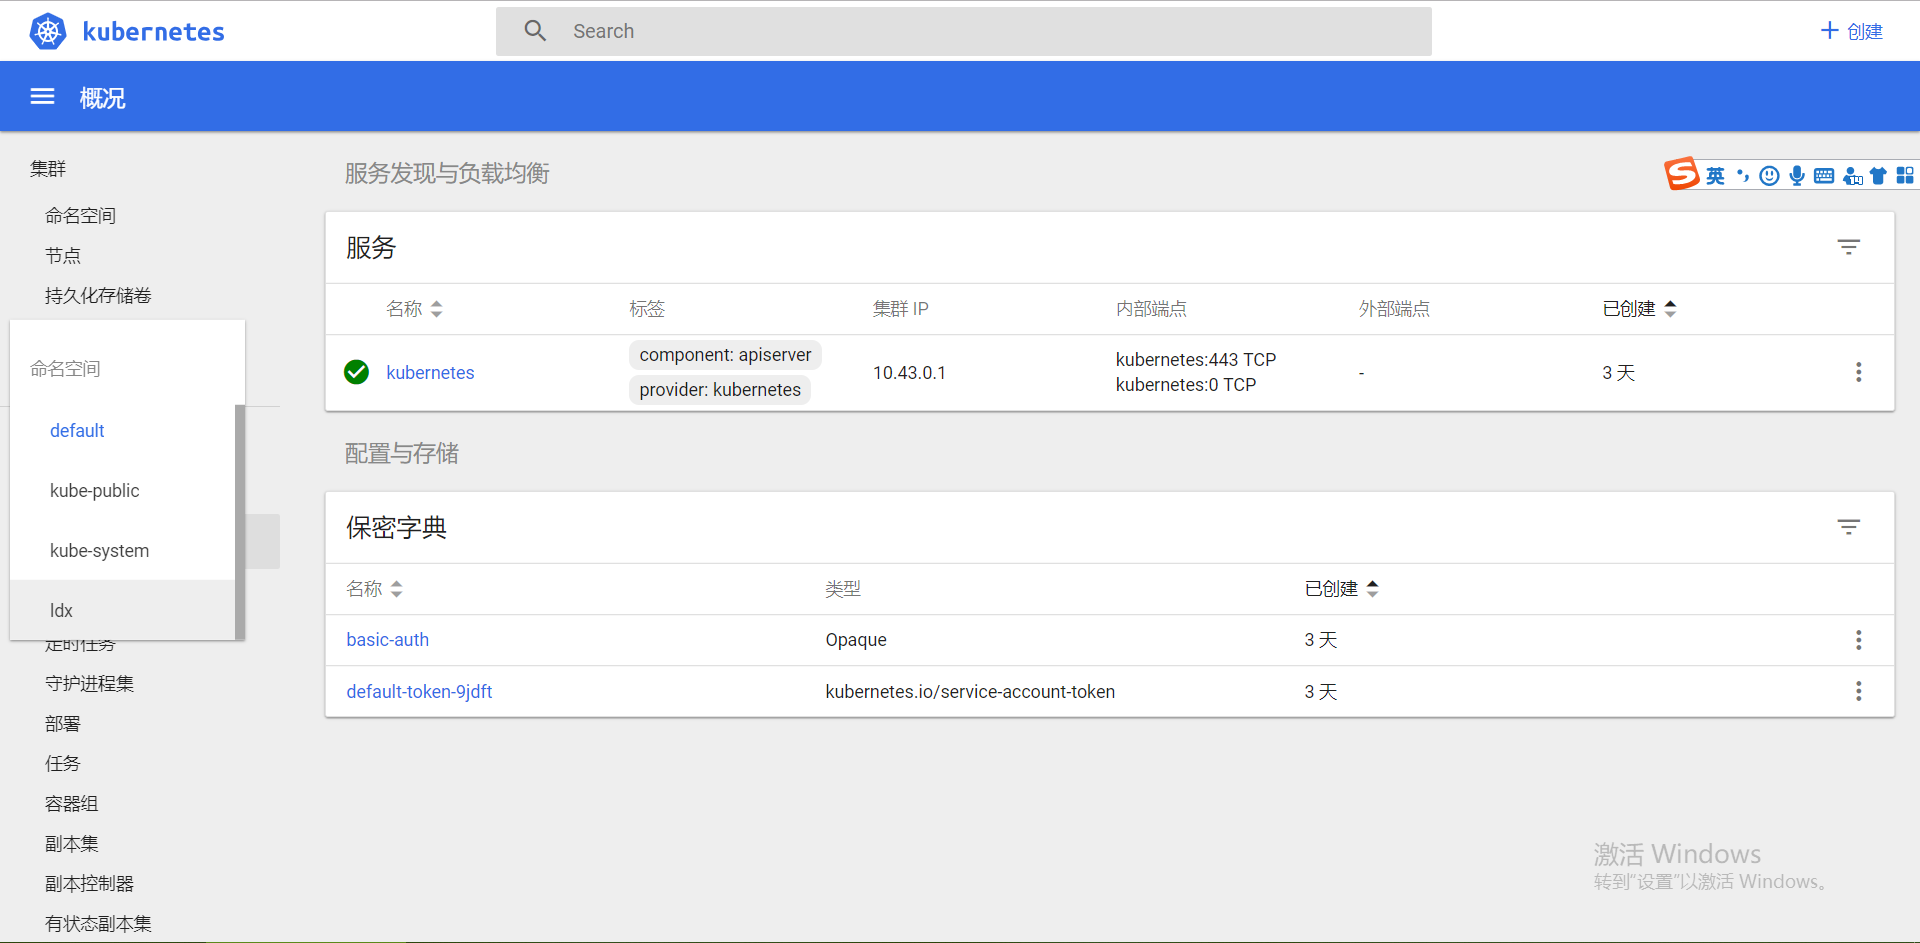 kubernetes
Search
创建
概况
集群
命名空间
节点
持久化存储卷
命名空间
default
kube-public
kube-system
ldx
定时任务
守护进程集
部署
任务
容器组
副本集
副本控制器
有状态副本集
服务发现与负载均衡
英
服务
名称 标签 集群 IP 内部端点 外部端点 已创建
kubernetes component: apiserver 10.43.0.1 kubernetes:443 TCP - 3 天
provider: kubernetes kubernetes:0 TCP
配置与存储
保密字典
名称 类型 已创建
basic-auth Opaque 3 天
default-token-9jdft kubernetes.io/service-account-token 3 天
激活 Windows
转到“设置”以激活 Windows。